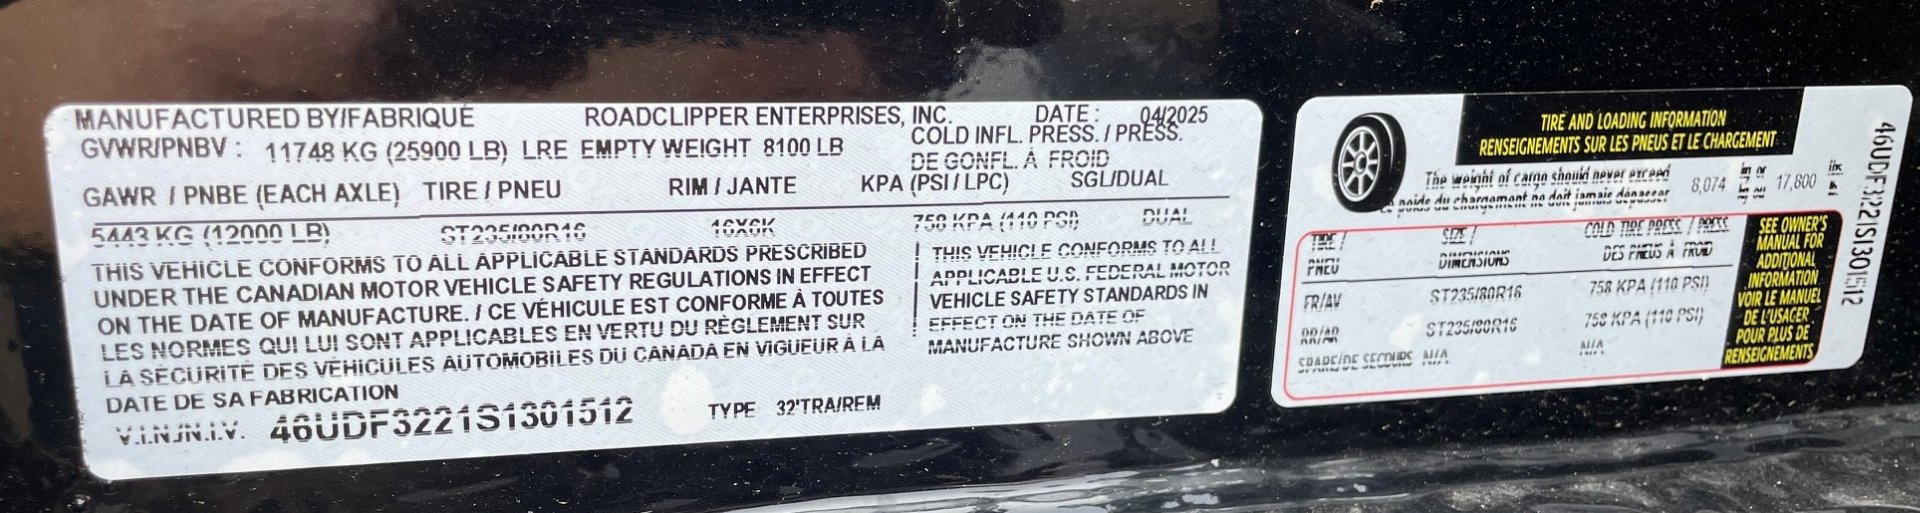 MANUFACTURED BY/FABRIQUÉ ROADCLIPPER ENTERPRISES, INC. DATE : 04/2025
GVWR/PNBV : 11748 KG (25900 LB) LRE EMPTY WEIGHT 8100 LB
COLD INFL. PRESS. / PRESS.
DE GONFL. À FROID
GAWR / PNBE (EACH AXLE) TIRE / PNEU RIM / JANTE KPA (PSI / LPC) SGL/DUAL
5443 KG (12000 LB) ST235/80R16 16X6K 758 KPA (110 PSI) DUAL
THIS VEHICLE CONFORMS TO ALL APPLICABLE STANDARDS PRESCRIBED
UNDER THE CANADIAN MOTOR VEHICLE SAFETY REGULATIONS IN EFFECT
ON THE DATE OF MANUFACTURE. / CE VÉHICULE EST CONFORME À TOUTES
LES NORMES QUI LUI SONT APPLICABLES EN VERTU DU RÈGLEMENT SUR
LA SÉCURITÉ DES VÉHICULES AUTOMOBILES DU CANADA EN VIGUEUR À LA
DATE DE SA FABRICATION
THIS VEHICLE CONFORMS TO ALL
APPLICABLE U.S. FEDERAL MOTOR
VEHICLE SAFETY STANDARDS IN
EFFECT ON THE DATE OF
MANUFACTURE SHOWN ABOVE
V.I.N./N.I.V. 46UDF3221S1301512 TYPE 32'TRA/REM
TIRE AND LOADING INFORMATION
RENSEIGNEMENTS SUR LES PNEUS ET LE CHARGEMENT
The weight of cargo should never exceed
Le poids du chargement ne doit jamais dépasser
8,074 17,800
TIRE / SIZE / COLD TIRE PRESS. / PRESS.
PNEU DIMENSIONS DES PNEUS À FROID
FR/AV ST235/80R16 758 KPA (110 PSI)
RR/AR ST235/80R16 758 KPA (110 PSI)
SPARE/DE SECOURS N/A N/A
SEE OWNER'S
MANUAL FOR
ADDITIONAL
INFORMATION
VOIR LE MANUEL
DE L'USAGER
POUR PLUS DE
RENSEIGNEMENTS
46UDF3221S1301512